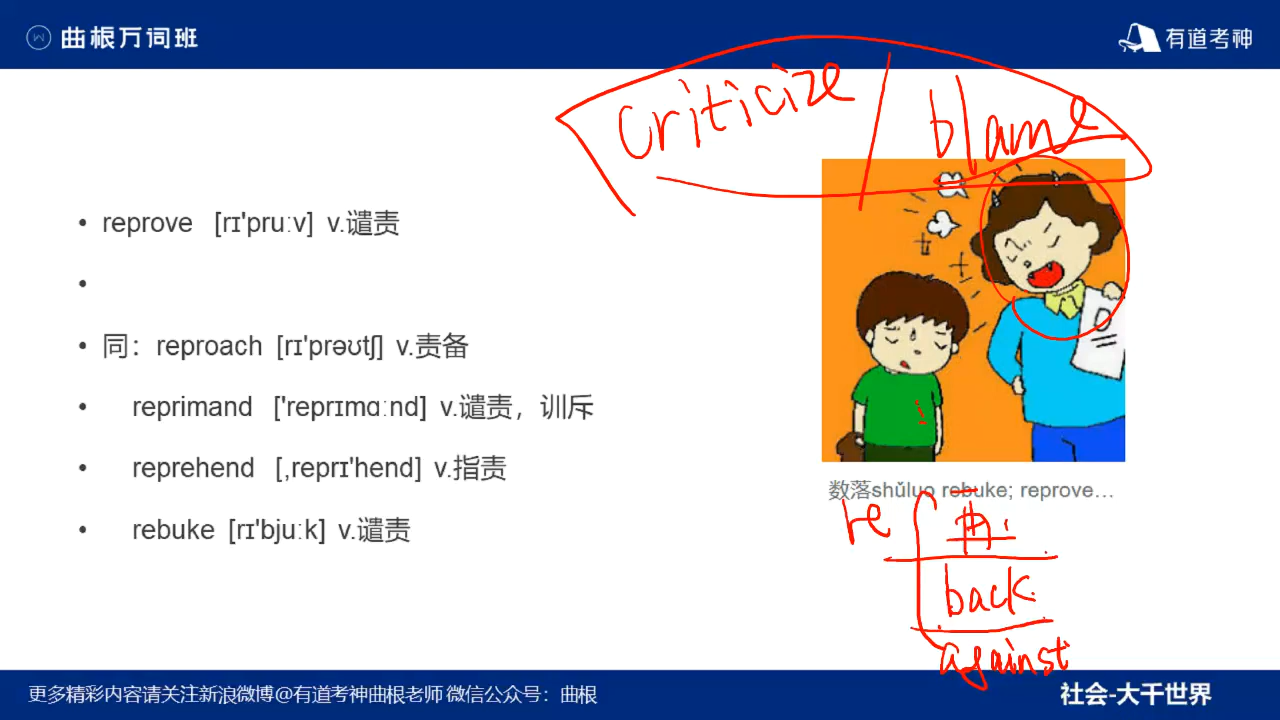 曲根万词班
有道考神
criticize / blame
• reprove [rɪ'pruːv] v.谴责
•
• 同：reproach [rɪ'prəʊtʃ] v.责备
• reprimand ['reprɪmɑːnd] v.谴责，训斥
• reprehend [ˌreprɪ'hend] v.指责
• rebuke [rɪ'bjuːk] v.谴责
数落shǔluo rebuke; reprove…
re
再
back
against
更多精彩内容请关注新浪微博@有道考神曲根老师 微信公众号：曲根
社会-大千世界